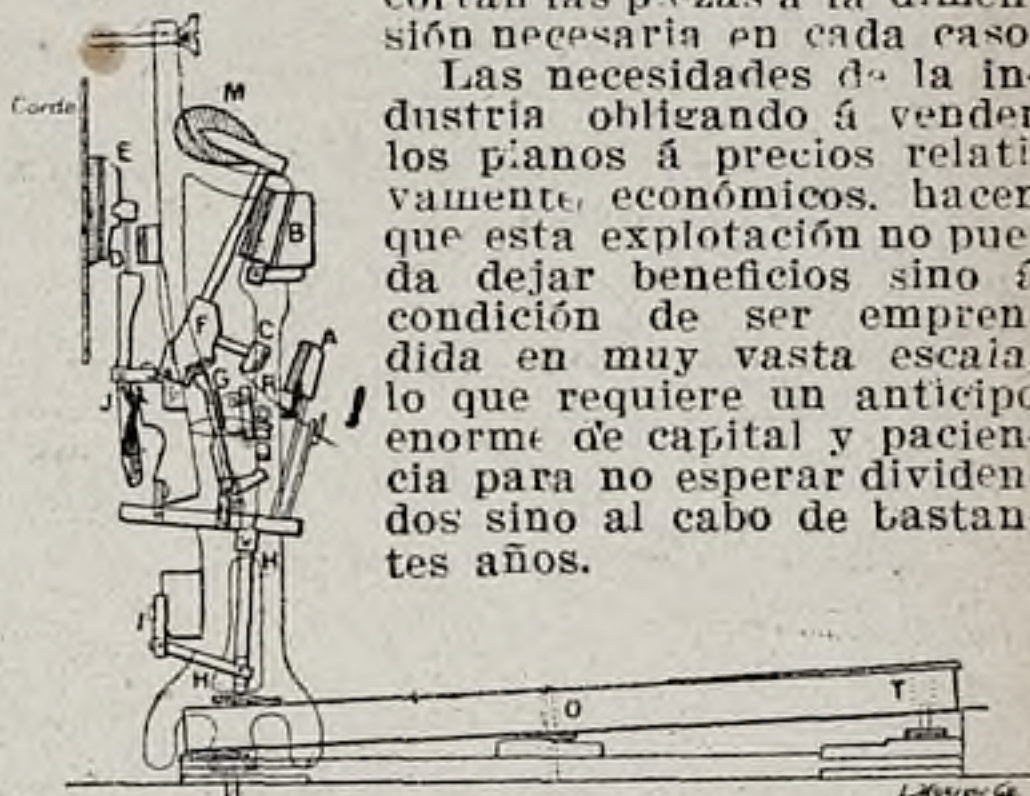 sión necesaria en cada caso
Las necesidades de la in-
dustria obligando á vender
los pianos á precios relati-
vamente, económicos. hacen
que esta explotación no pue-
da dejar beneficios sino á
condición de ser empren-
dida en muy vasta escala
lo que requiere un anticipo
enorme de capital y pacien-
cia para no esperar dividen-
dos sino al cabo de bastan-
tes años.
Corde
M
E
B
F
C
A
G
R
J
H
I
H
O
T